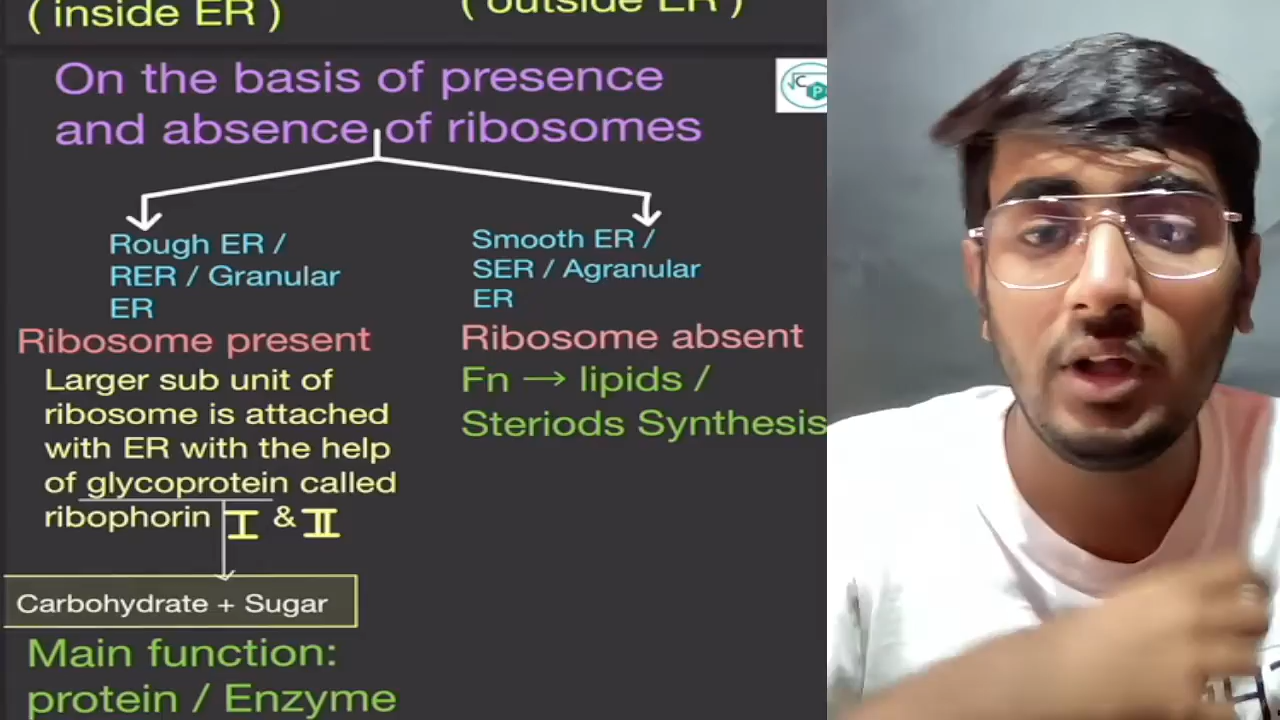 ( inside ER )
( outside ER )
On the basis of presence
and absence of ribosomes
Rough ER /
RER / Granular
ER
Ribosome present
Larger sub unit of
ribosome is attached
with ER with the help
of glycoprotein called
ribophorin I & II
Carbohydrate + Sugar
Main function:
protein / Enzyme
Smooth ER /
SER / Agranular
ER
Ribosome absent
Fn → lipids /
Steriods Synthesis
√C
P